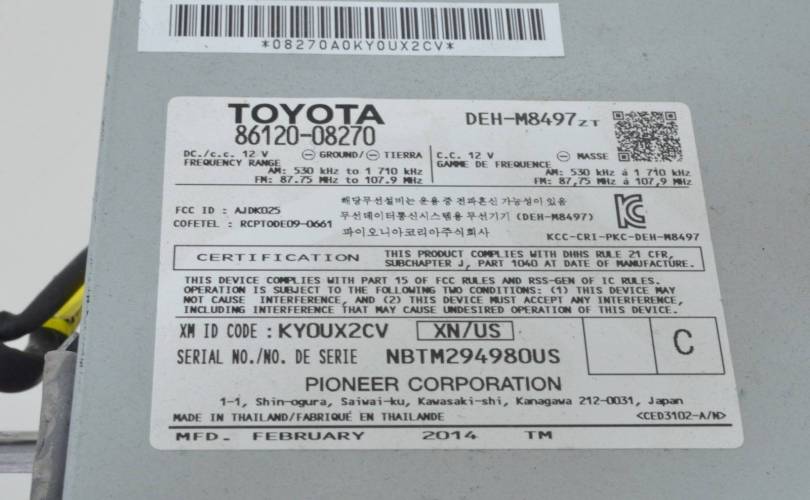 *08270A0KY0UX2CV*
TOYOTA
86120-08270
DEH-M8497ZT
DC./c.c. 12 V ⊖ GROUND/⊖ TIERRA
FREQUENCY RANGE
AM: 530 kHz to 1 710 kHz
FM: 87.75 MHz to 107.9 MHz
C.C. 12 V ⊖ MASSE
GAMME DE FREQUENCE
AM: 530 kHz á 1 710 kHz
FM: 87,75 MHz á 107,9 MHz
FCC ID : AJDK025
COFETEL : RCPTODE09-0661
해당무선설비는 운용 중 전파혼신 가능성이 있음
무선데이터통신시스템용 무선기기 (DEH-M8497)
파이오니아코리아주식회사
KCC-CRI-PKC-DEH-M8497
CERTIFICATION
THIS PRODUCT COMPLIES WITH DHHS RULE 21 CFR,
SUBCHAPTER J, PART 1040 AT DATE OF MANUFACTURE.
THIS DEVICE COMPLIES WITH PART 15 OF FCC RULES AND RSS-GEN OF IC RULES.
OPERATION IS SUBJECT TO THE FOLLOWING TWO CONDITIONS: (1) THIS DEVICE MAY
NOT CAUSE INTERFERENCE, AND (2) THIS DEVICE MUST ACCEPT ANY INTERFERENCE,
INCLUDING INTERFERENCE THAT MAY CAUSE UNDESIRED OPERATION OF THIS DEVICE.
XM ID CODE : KY0UX2CV XN/US
SERIAL NO./NO. DE SERIE NBTM294980US
C
PIONEER CORPORATION
1-1, Shin-ogura, Saiwai-ku, Kawasaki-shi, Kanagawa 212-0031, Japan
MADE IN THAILAND/FABRIQUÉ EN THAILANDE
<CED3102-A/N>
MFD. FEBRUARY 2014 TM